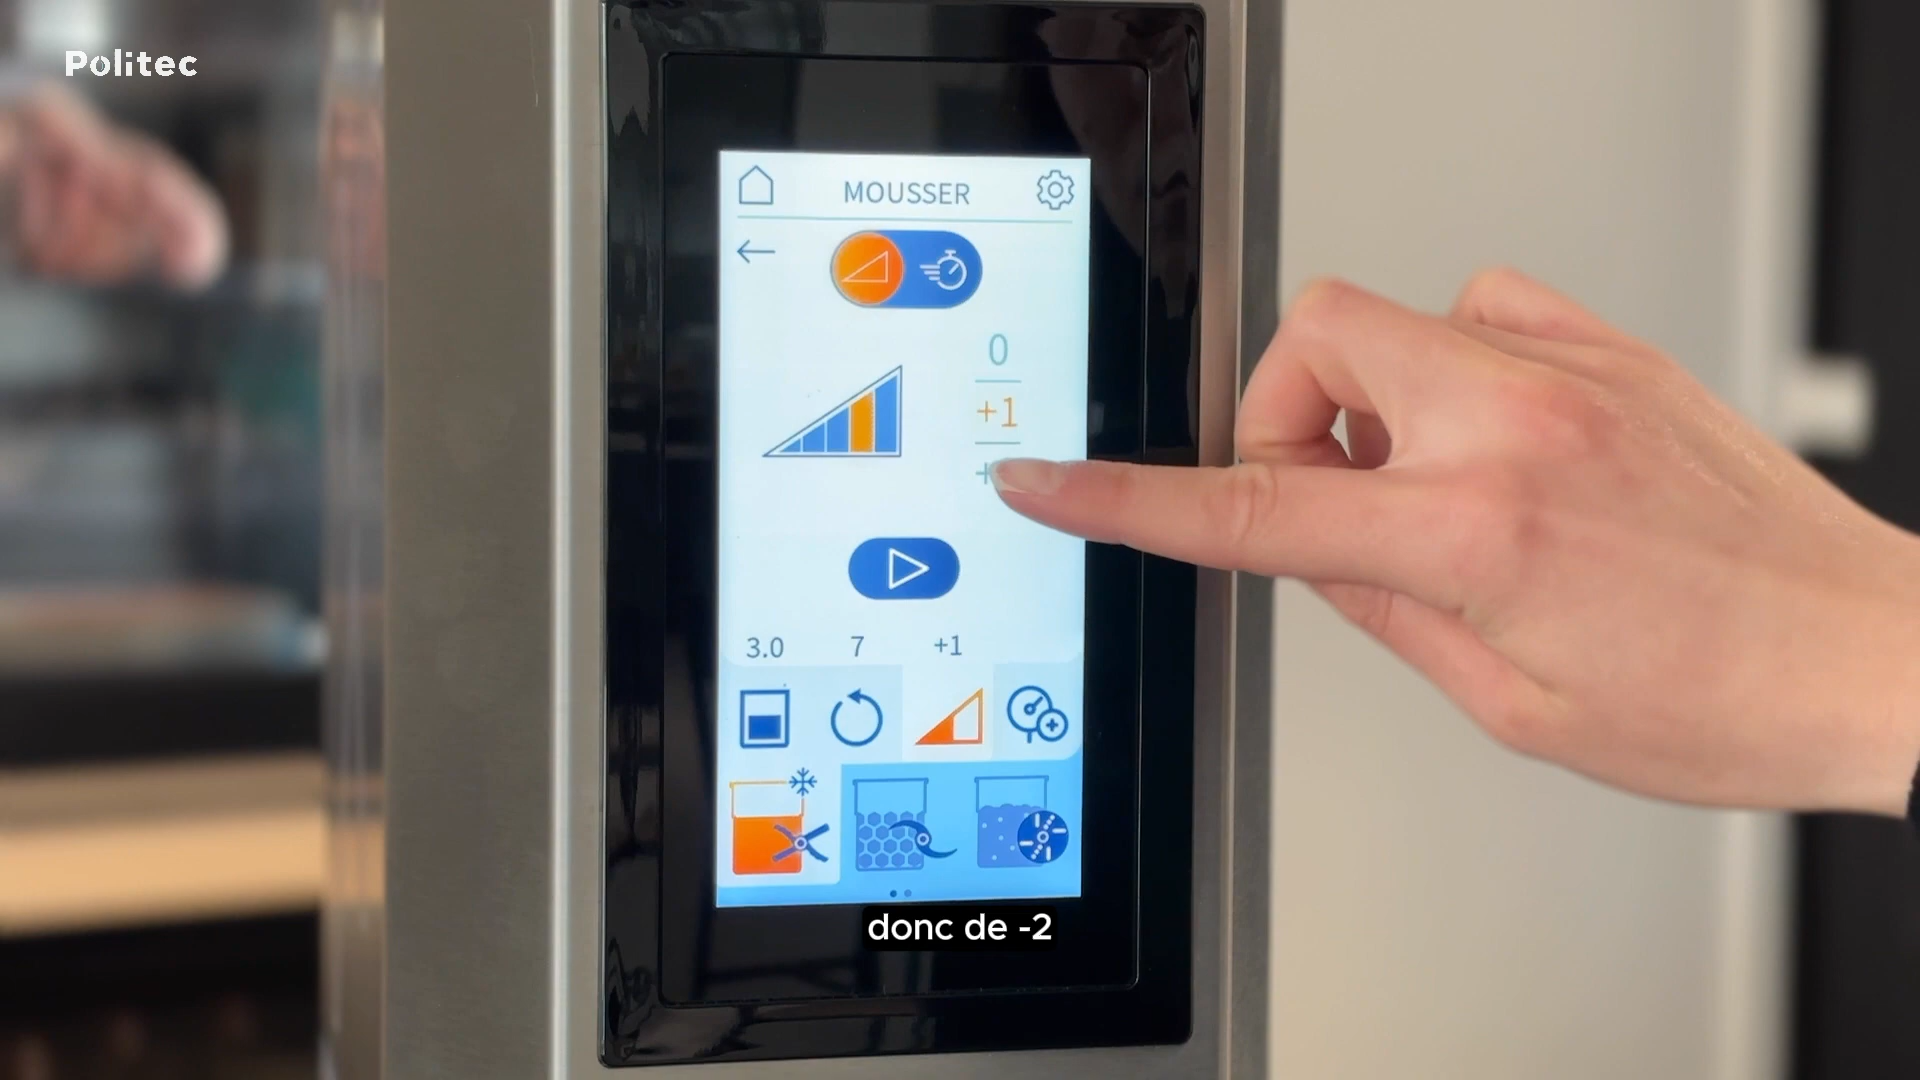 Politec
MOUSSER
0
+1
+
3.0 7 +1
donc de -2